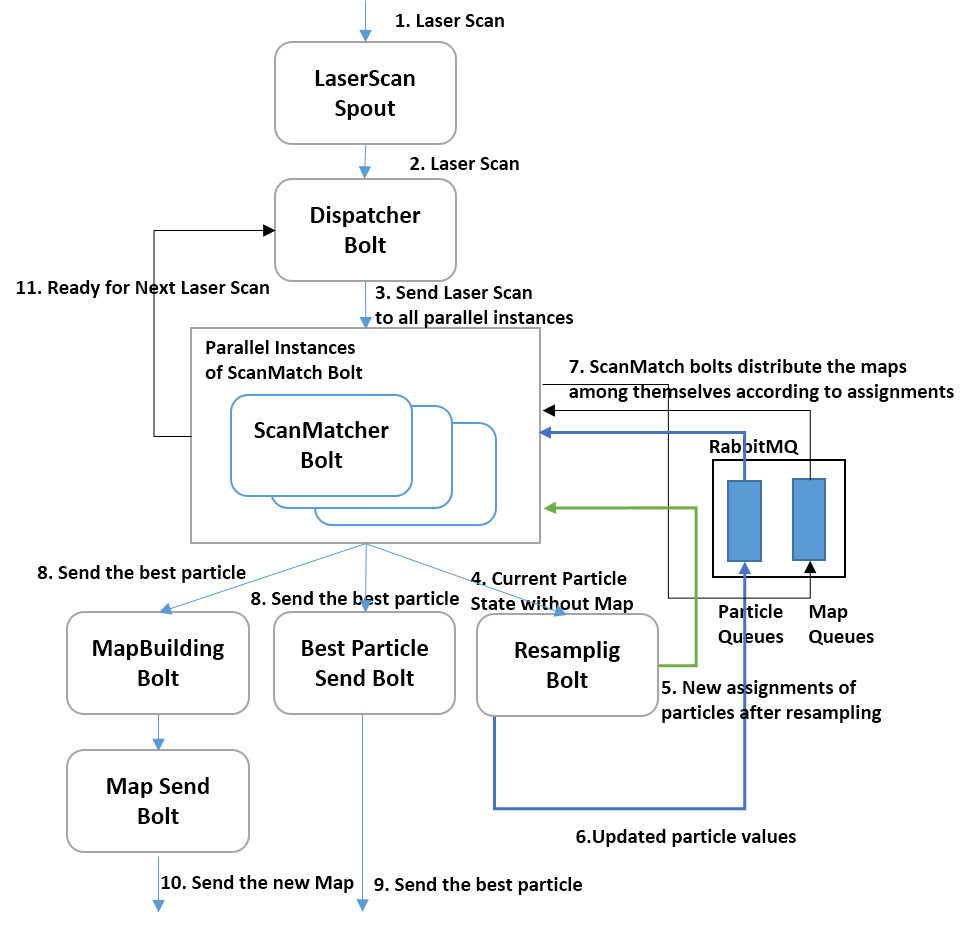 1. Laser Scan
LaserScan
Spout
2. Laser Scan
Dispatcher
Bolt
11. Ready for Next Laser Scan
3. Send Laser Scan
to all parallel instances
Parallel Instances
of ScanMatch Bolt
ScanMatcher
Bolt
7. ScanMatch bolts distribute the maps
among themselves according to assignments
RabbitMQ
Particle
Queues
Map
Queues
8. Send the best particle
8. Send the best particle
4. Current Particle
State without Map
MapBuilding
Bolt
Best Particle
Send Bolt
Resamplig
Bolt
5. New assignments of
particles after resampling
Map Send
Bolt
6.Updated particle values
10. Send the new Map
9. Send the best particle